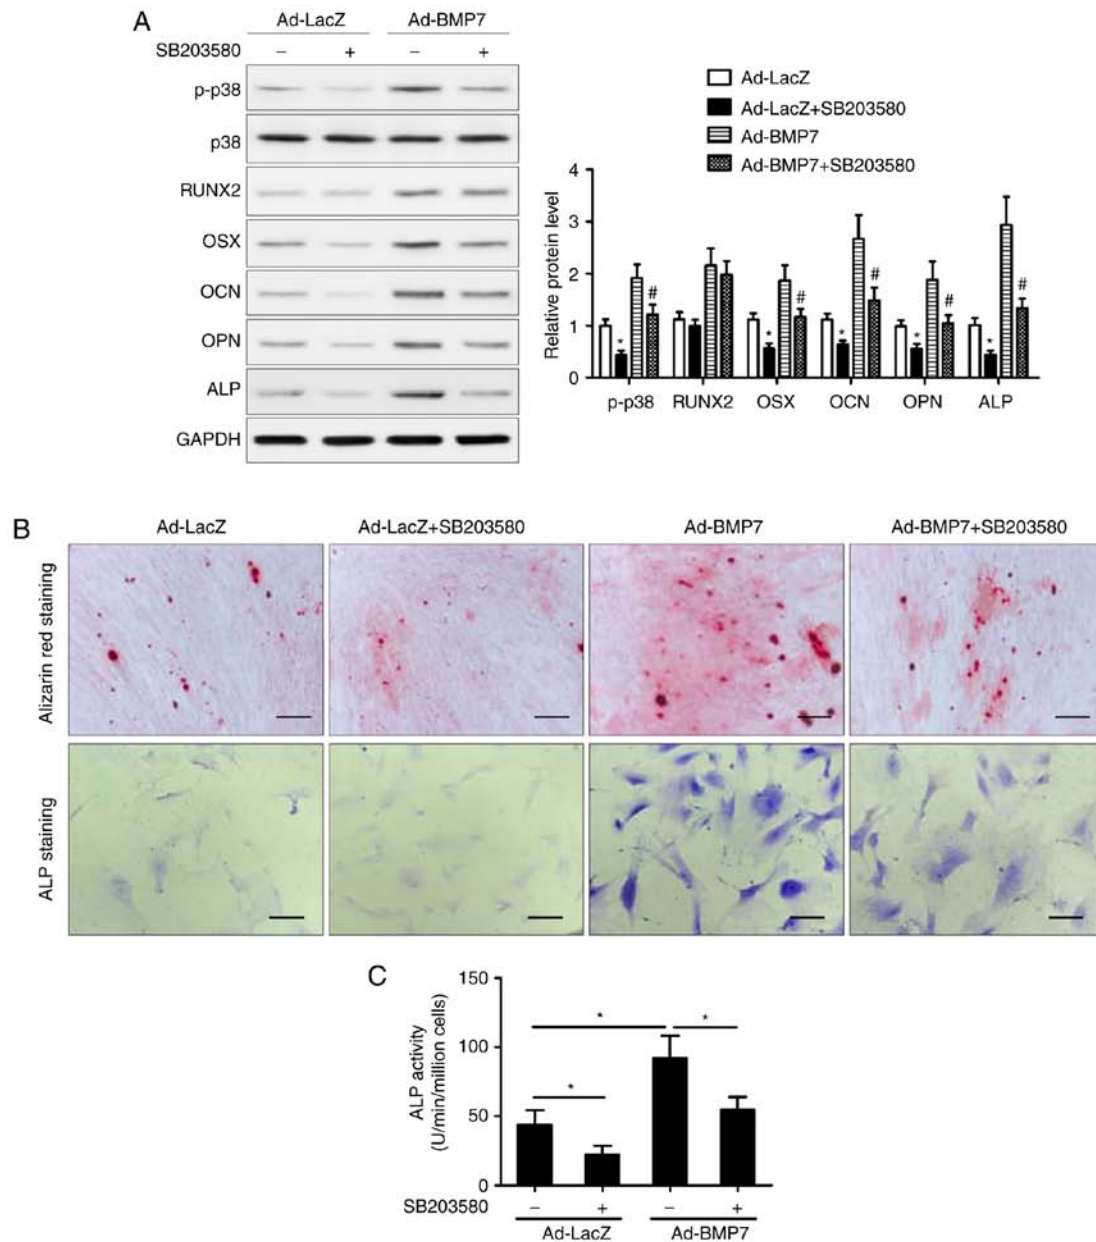 A
Ad-LacZ Ad-BMP7
SB203580 – + – +
p-p38
p38
RUNX2
OSX
OCN
OPN
ALP
GAPDH
Ad-LacZ
Ad-LacZ+SB203580
Ad-BMP7
Ad-BMP7+SB203580
Relative protein level
4
3
2
1
0
* # * # * # * # * #
p-p38 RUNX2 OSX OCN OPN ALP
B
Ad-LacZ Ad-LacZ+SB203580 Ad-BMP7 Ad-BMP7+SB203580
Alizarin red staining
ALP staining
C
ALP activity
(U/min/million cells)
150
100
50
0
* * *
SB203580 – + – +
Ad-LacZ Ad-BMP7